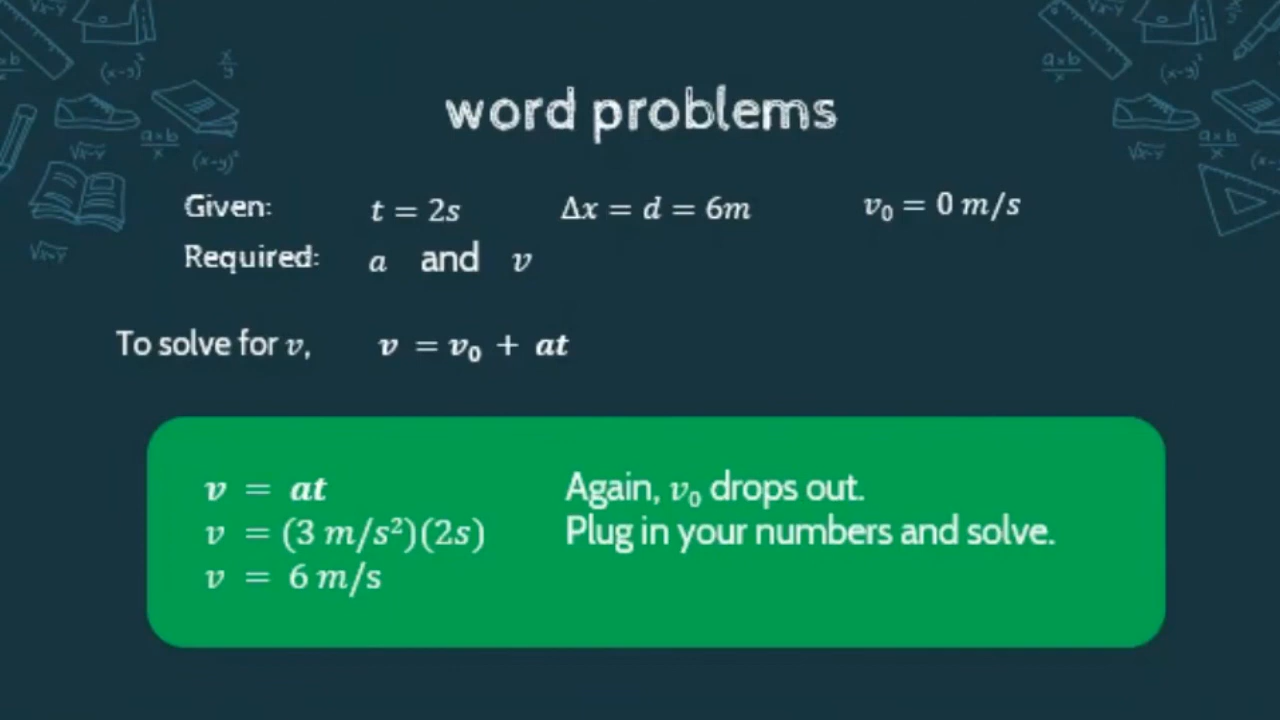 word problems
Given: t = 2s Δx = d = 6m v₀ = 0 m/s
Required: a and v
To solve for v, v = v₀ + at
v = at Again, v₀ drops out.
v = (3 m/s²)(2s) Plug in your numbers and solve.
v = 6 m/s